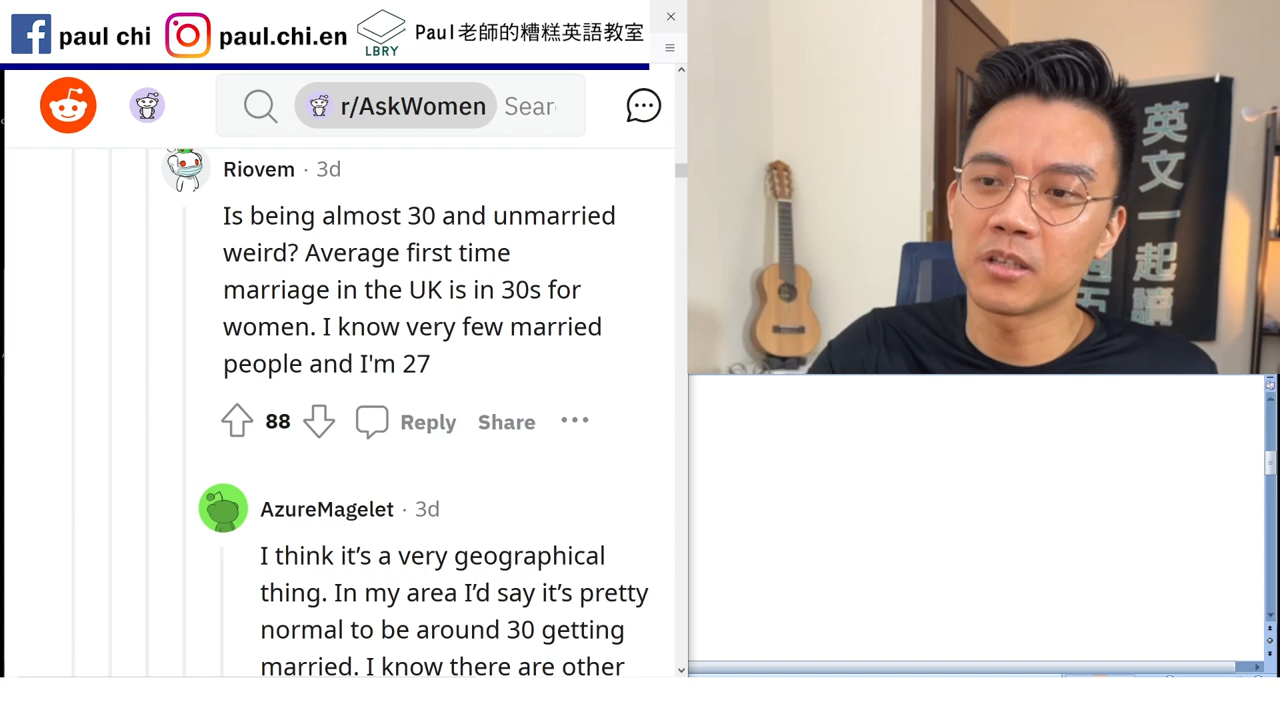 paul chi
paul.chi.en
LBRY
Paul老師的糟糕英語教室
r/AskWomen
Sear
Riovem · 3d
Is being almost 30 and unmarried
weird? Average first time
marriage in the UK is in 30s for
women. I know very few married
people and I'm 27
88
Reply
Share
AzureMagelet · 3d
I think it's a very geographical
thing. In my area I'd say it's pretty
normal to be around 30 getting
married. I know there are other
英文一起讀